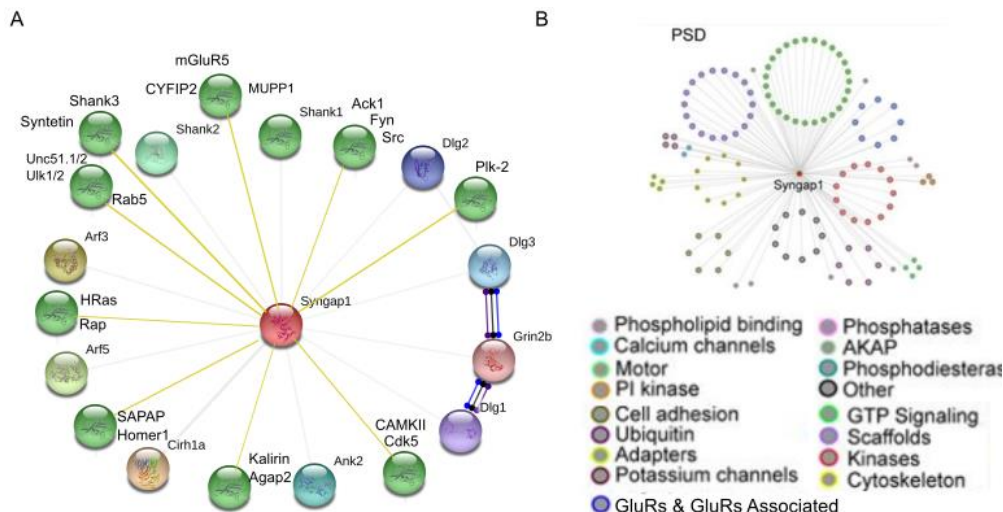 A
B
mGluR5
CYFIP2
MUPP1
Shank3
Syntetin
Shank2
Shank1
Ack1
Fyn
Src
Dlg2
Unc51.1/2
Ulk1/2
Rab5
Plk-2
Arf3
Dlg3
HRas
Rap
Syngap1
Grin2b
Arf5
Dlg1
SAPAP
Homer1
Cirh1a
Kalirin
Agap2
Ank2
CAMKII
Cdk5
PSD
Syngap1
Phospholipid binding
Calcium channels
Motor
PI kinase
Cell adhesion
Ubiquitin
Adapters
Potassium channels
GluRs & GluRs Associated
Phosphatases
AKAP
Phosphodiesteras
Other
GTP Signaling
Scaffolds
Kinases
Cytoskeleton